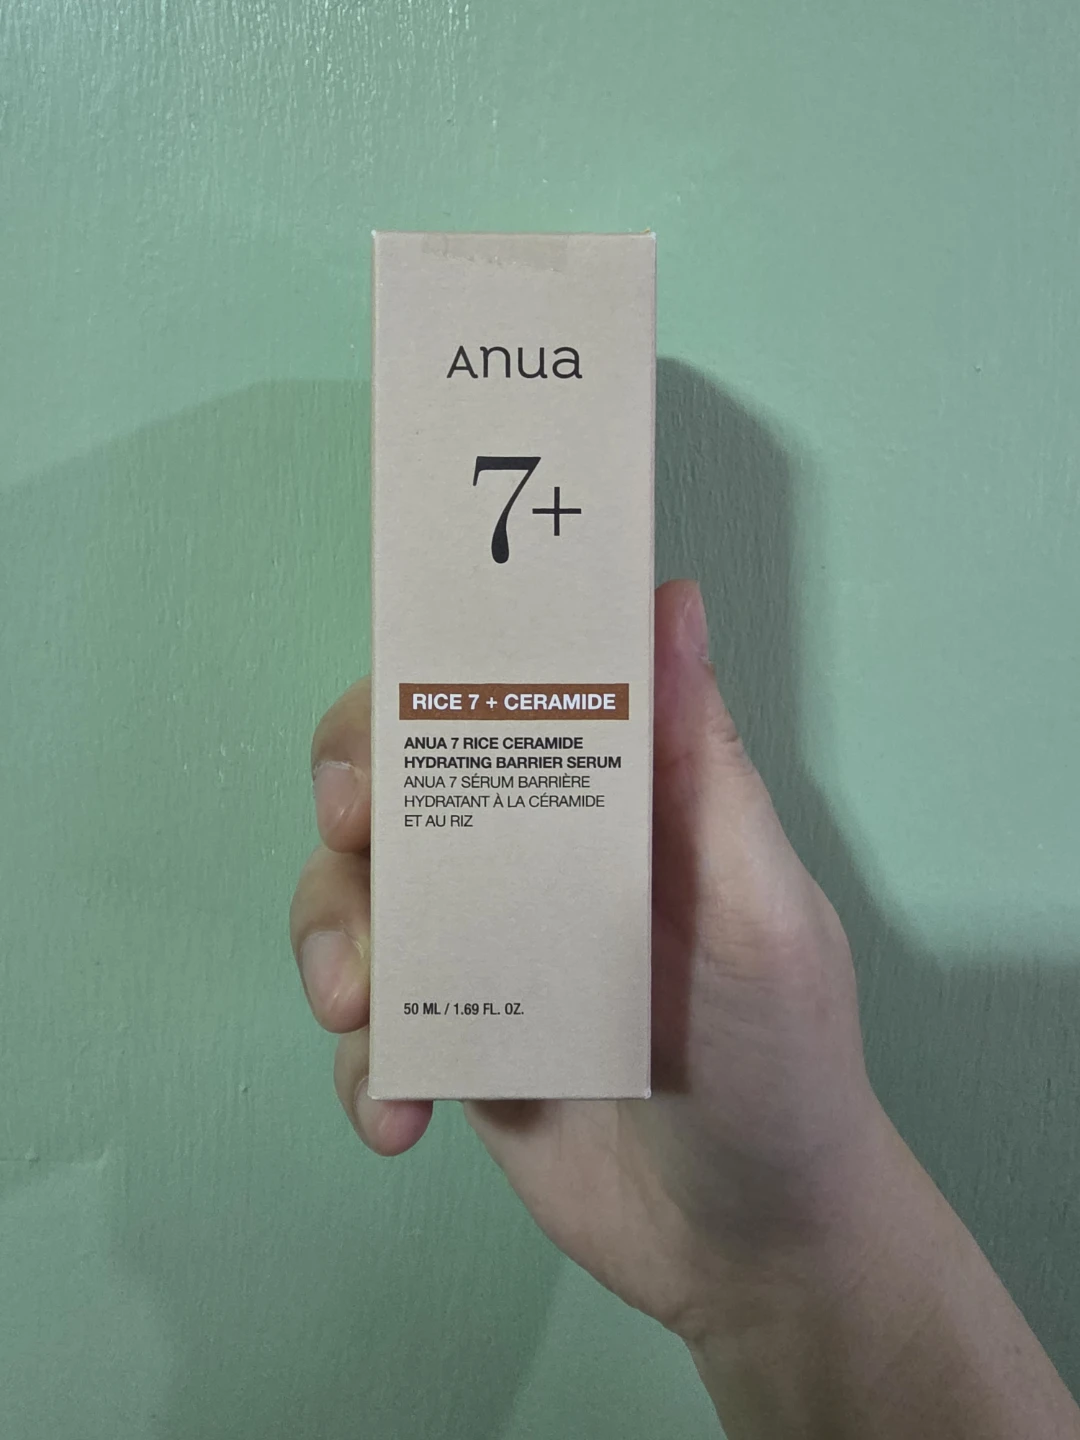 Anua
7+
RICE 7 + CERAMIDE
ANUA 7 RICE CERAMIDE
HYDRATING BARRIER SERUM
ANUA 7 SÉRUM BARRIÈRE
HYDRATANT À LA CÉRAMIDE
ET AU RIZ
50 ML / 1.69 FL. OZ.